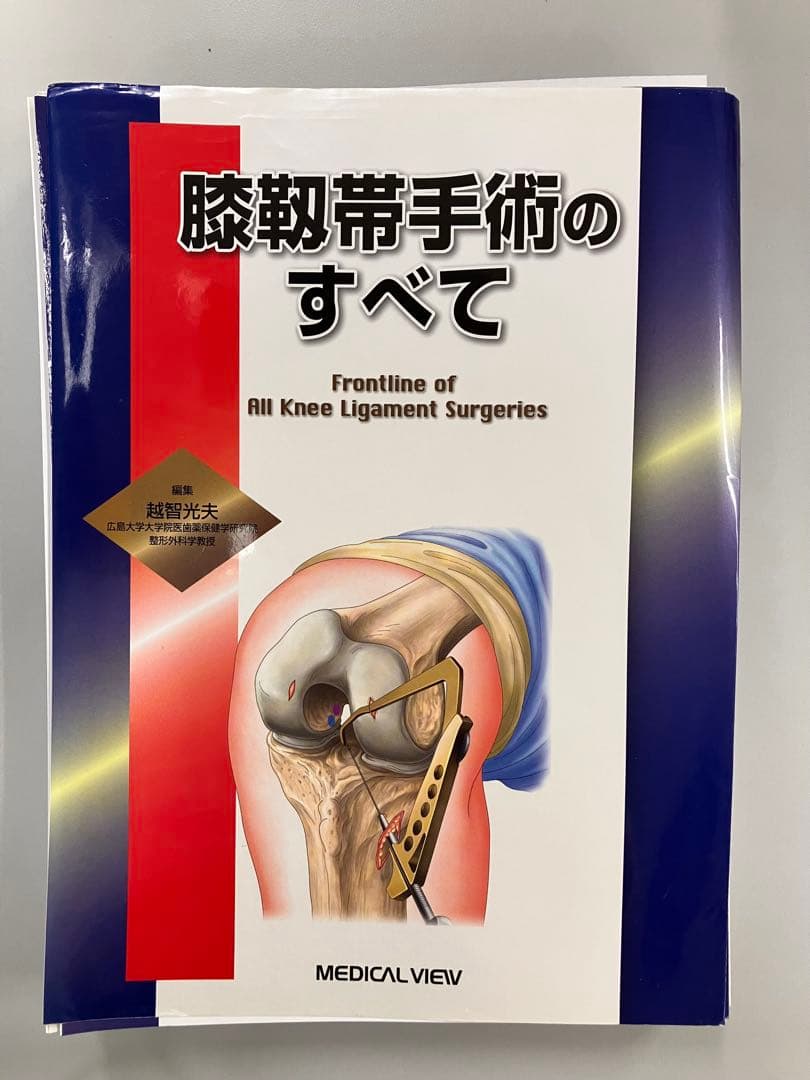 膝靱帯手術の
すべて
Frontline of
All Knee Ligament Surgeries
編集
越智光夫
広島大学大学院医歯薬保健学研究院
整形外科学教授
MEDICAL VIEW